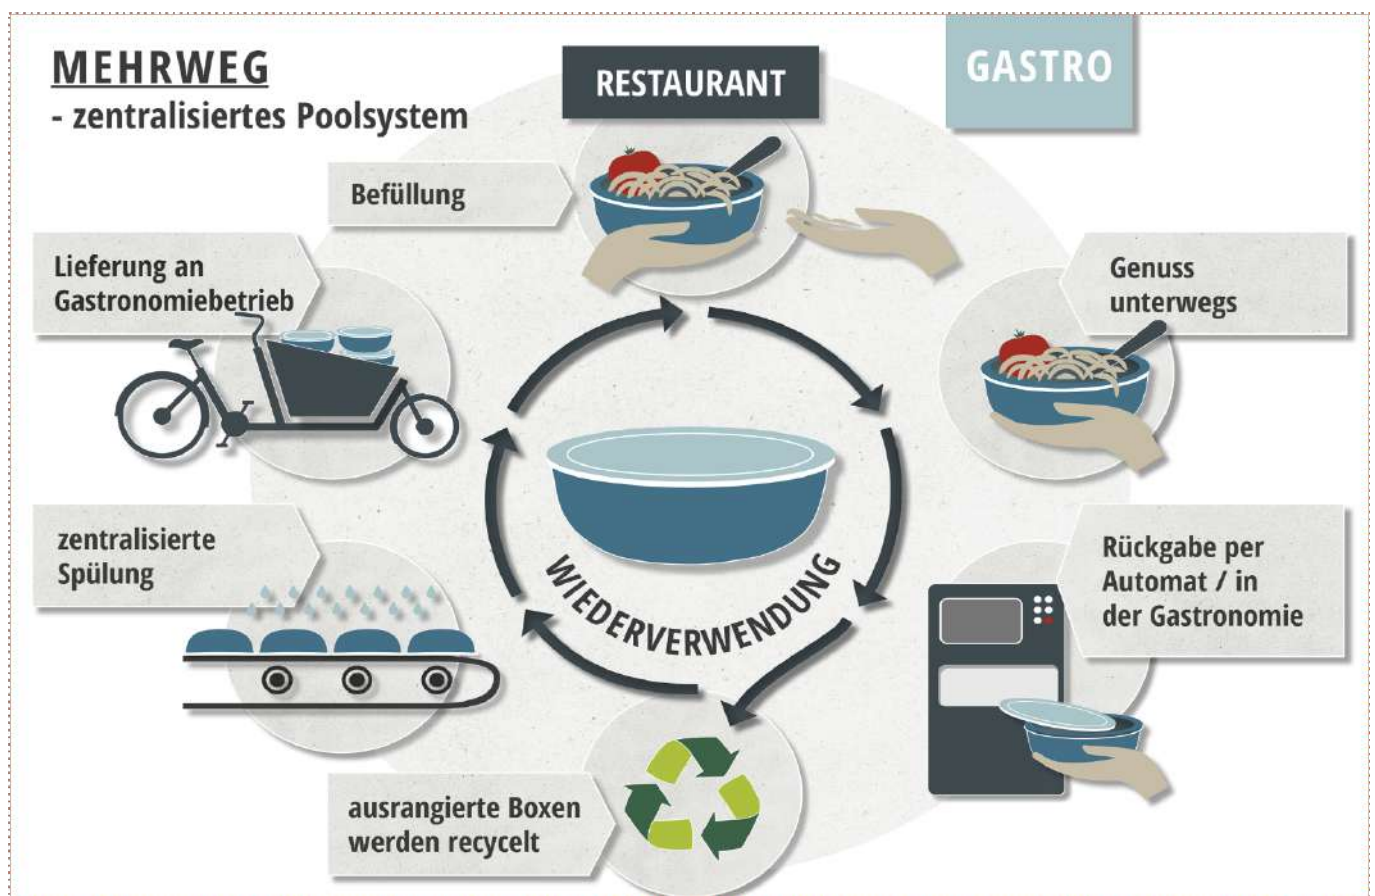 MEHRWEG
- zentralisiertes Poolsystem
RESTAURANT
GASTRO
Befüllung
Lieferung an
Gastronomiebetrieb
Genuss
unterwegs
zentralisierte
Spülung
Rückgabe per
Automat / in
der Gastronomie
WIEDERVERWENDUNG
ausrangierte Boxen
werden recycelt